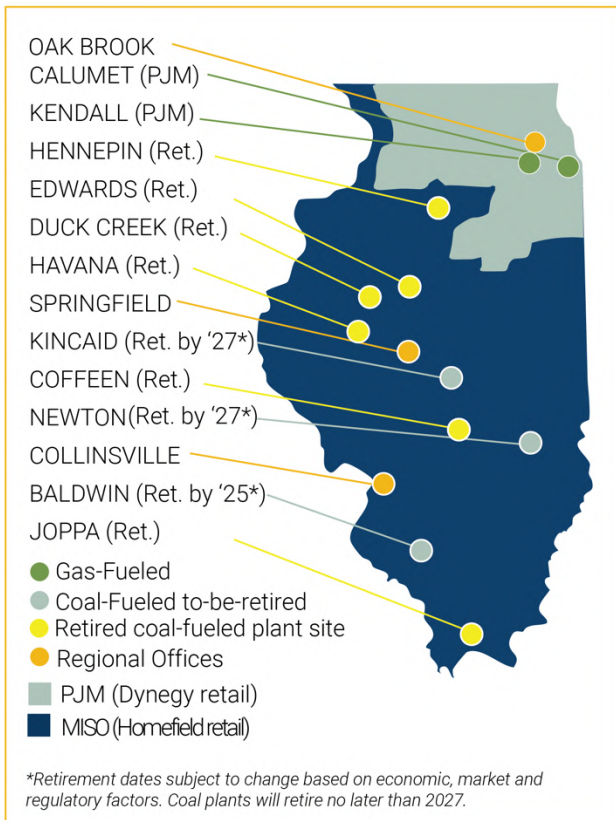 OAK BROOK
CALUMET (PJM)
KENDALL (PJM)
HENNEPIN (Ret.)
EDWARDS (Ret.)
DUCK CREEK (Ret.)
HAVANA (Ret.)
SPRINGFIELD
KINCAID (Ret. by ‘27*)
COFFEEN (Ret.)
NEWTON(Ret. by ‘27*)
COLLINSVILLE
BALDWIN (Ret. by ‘25*)
JOPPA (Ret.)
Gas-Fueled
Coal-Fueled to-be-retired
Retired coal-fueled plant site
Regional Offices
PJM (Dynegy retail)
MISO (Homefield retail)
*Retirement dates subject to change based on economic, market and
regulatory factors. Coal plants will retire no later than 2027.